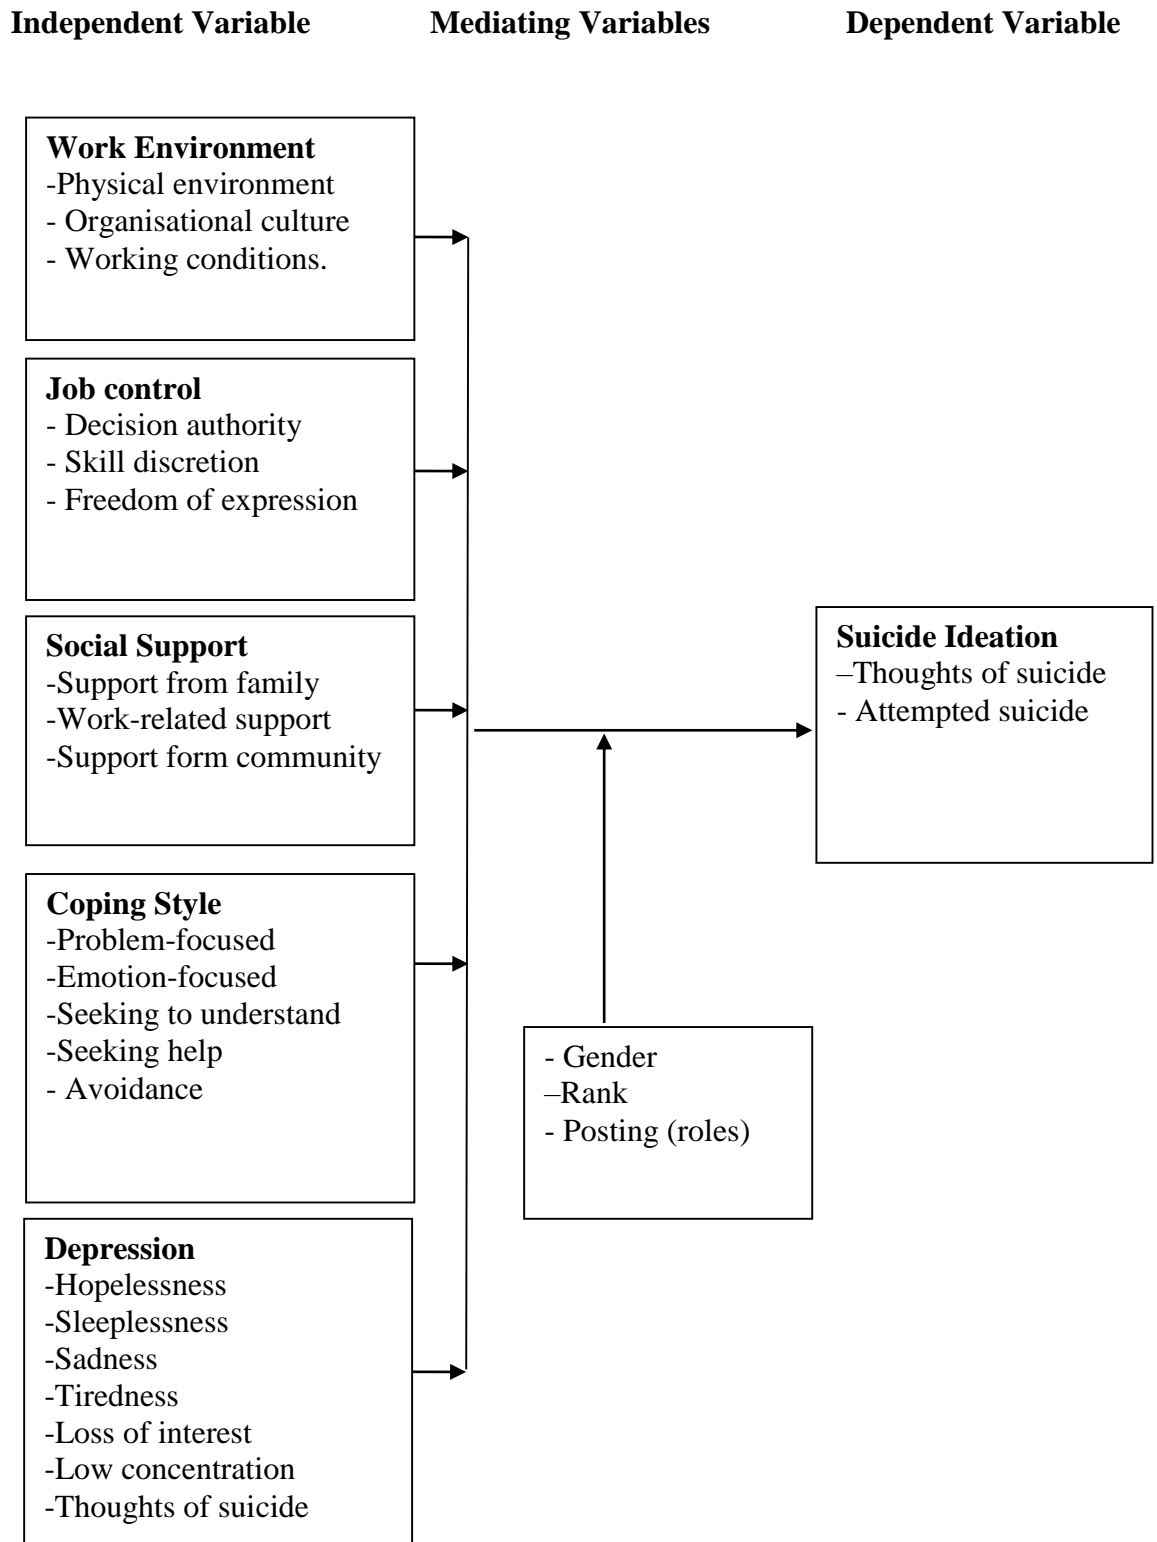 Independent Variable
Mediating Variables
Dependent Variable
Work Environment
-Physical environment
- Organisational culture
- Working conditions.
Job control
- Decision authority
- Skill discretion
- Freedom of expression
Social Support
-Support from family
-Work-related support
-Support form community
Suicide Ideation
–Thoughts of suicide
- Attempted suicide
Coping Style
-Problem-focused
-Emotion-focused
-Seeking to understand
-Seeking help
- Avoidance
- Gender
–Rank
- Posting (roles)
Depression
-Hopelessness
-Sleeplessness
-Sadness
-Tiredness
-Loss of interest
-Low concentration
-Thoughts of suicide